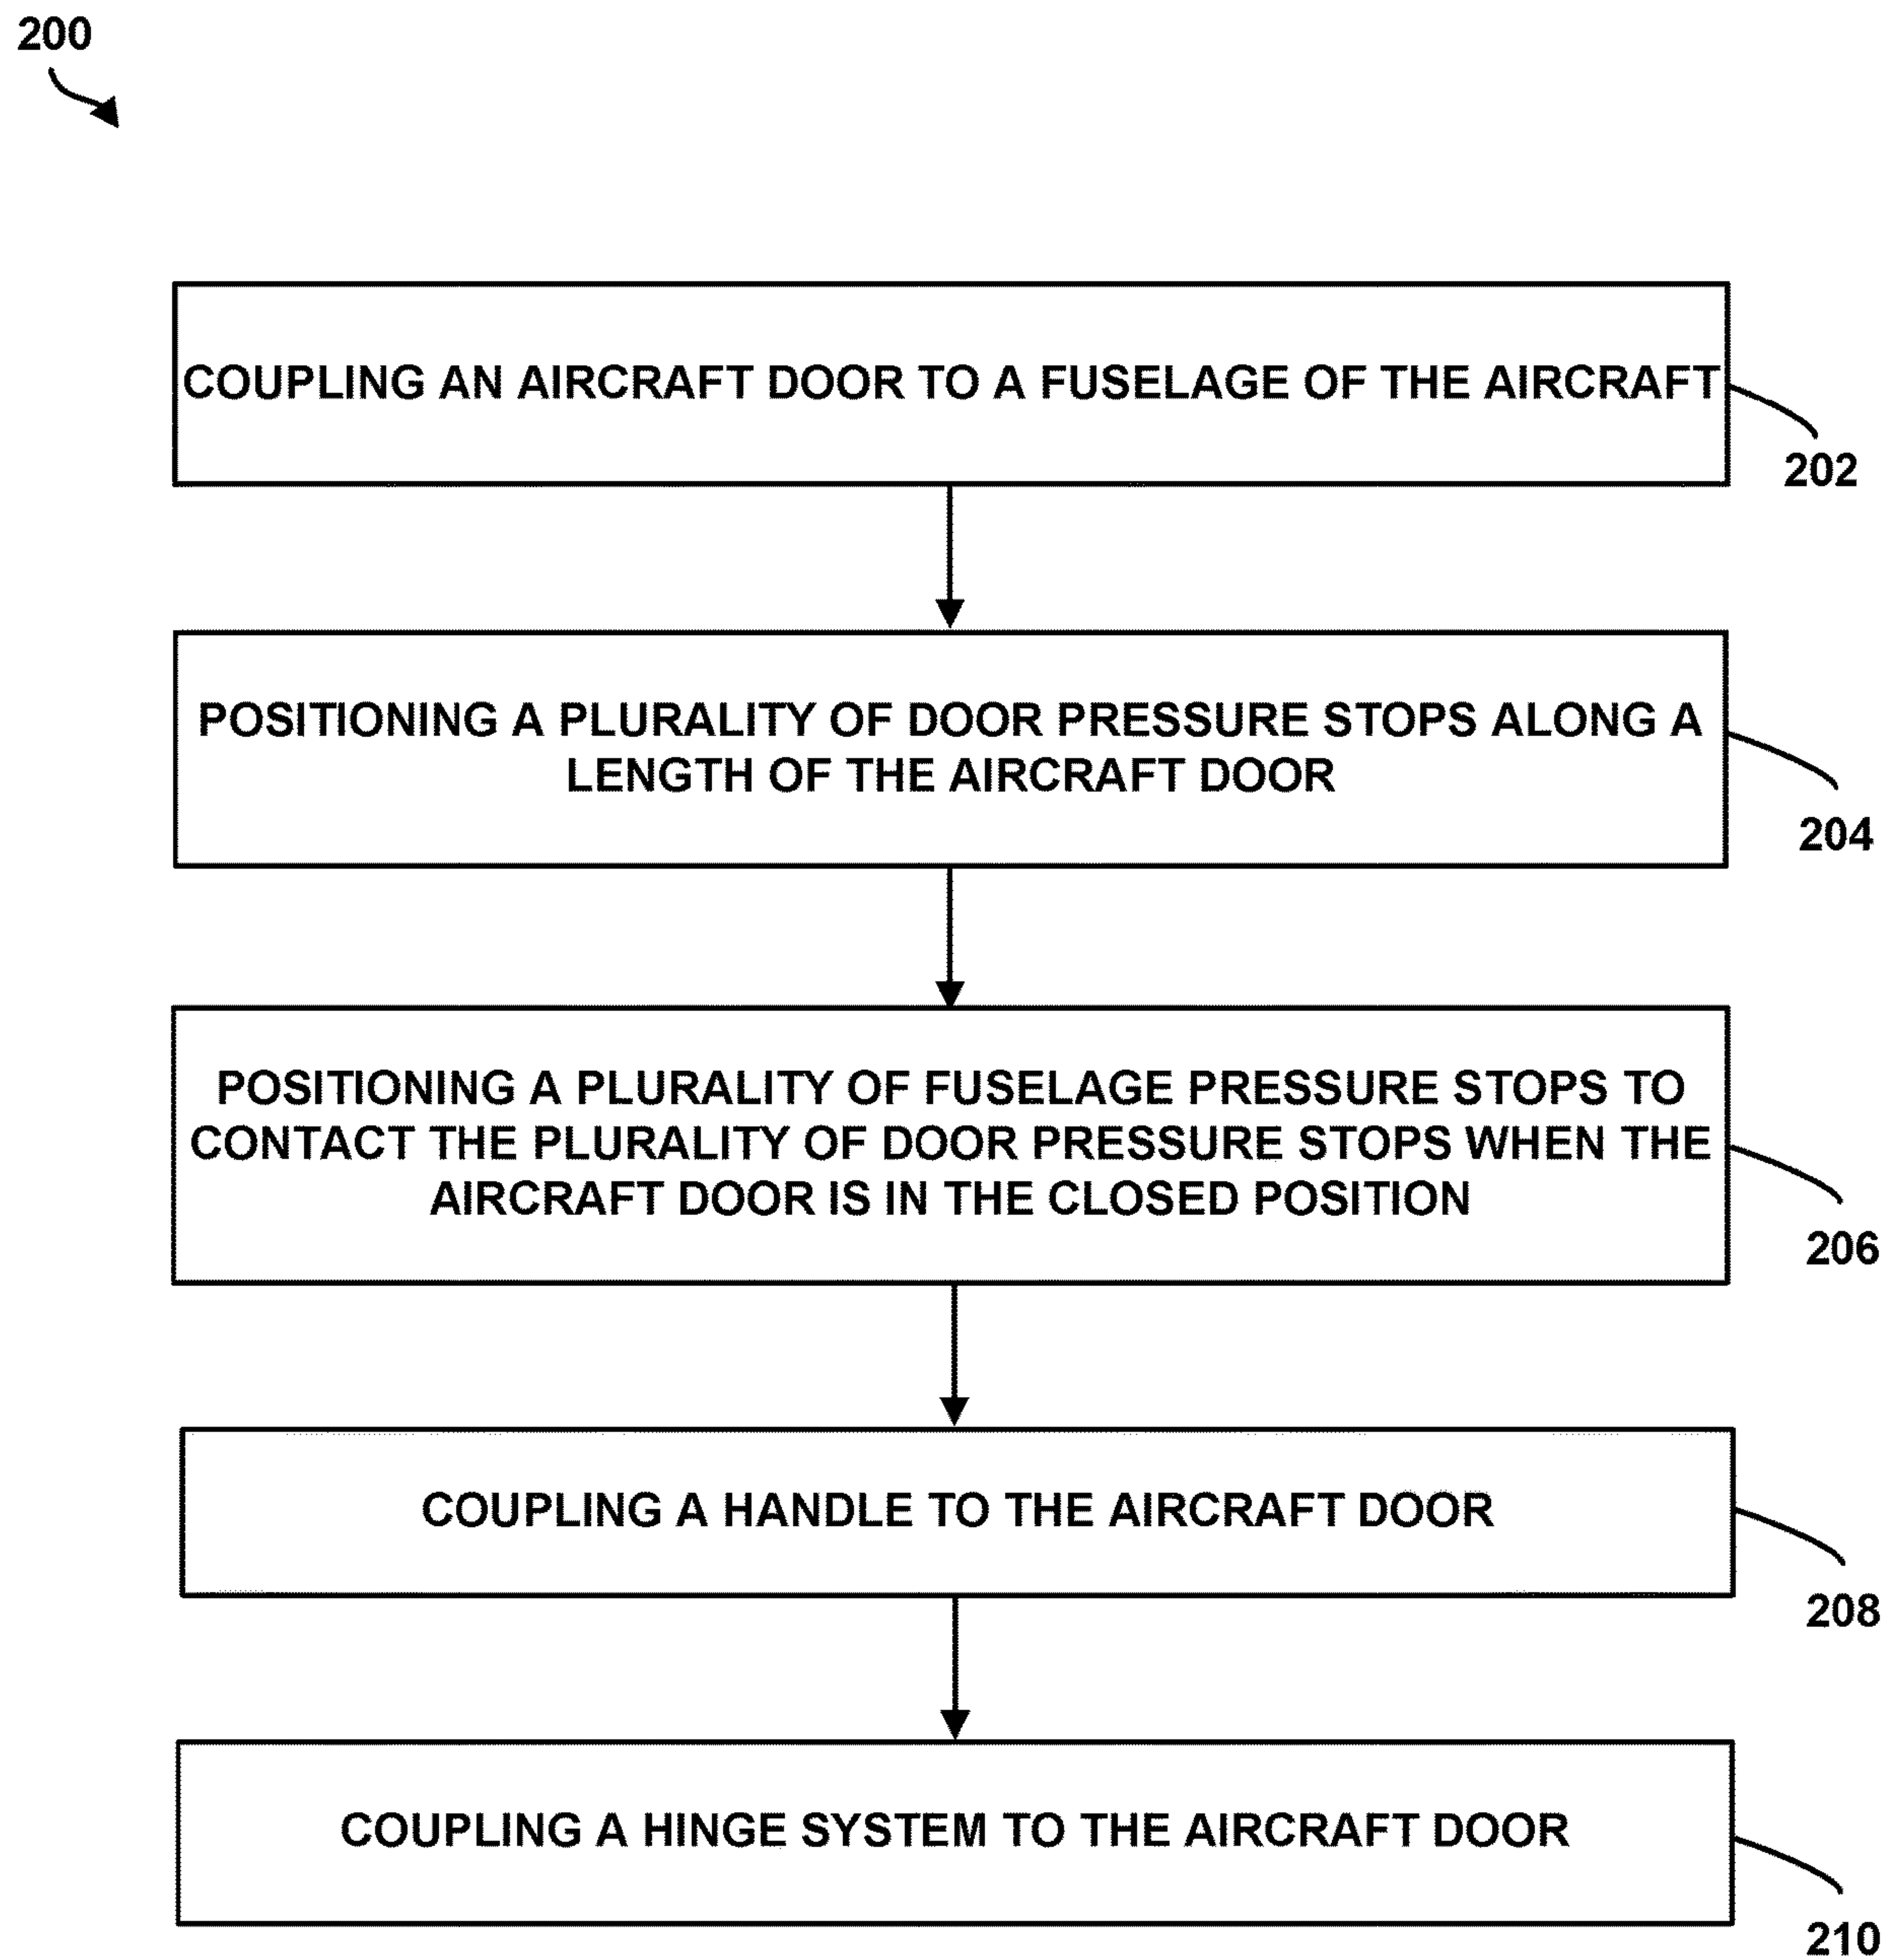 200
COUPLING AN AIRCRAFT DOOR TO A FUSELAGE OF THE AIRCRAFT
202
POSITIONING A PLURALITY OF DOOR PRESSURE STOPS ALONG A
LENGTH OF THE AIRCRAFT DOOR
204
POSITIONING A PLURALITY OF FUSELAGE PRESSURE STOPS TO
CONTACT THE PLURALITY OF DOOR PRESSURE STOPS WHEN THE
AIRCRAFT DOOR IS IN THE CLOSED POSITION
206
COUPLING A HANDLE TO THE AIRCRAFT DOOR
208
COUPLING A HINGE SYSTEM TO THE AIRCRAFT DOOR
210